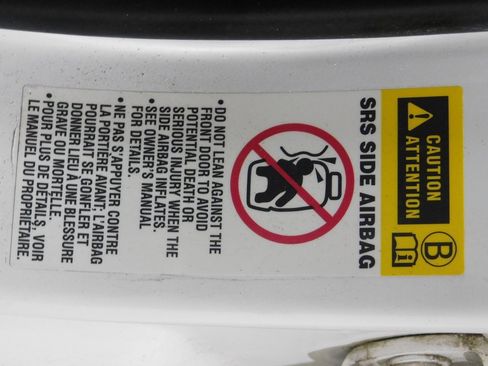 CAUTION
ATTENTION
B
SRS SIDE AIRBAG
• DO NOT LEAN AGAINST THE
FRONT DOOR TO AVOID
POTENTIAL DEATH OR
SERIOUS INJURY WHEN THE
SIDE AIRBAG INFLATES.
• SEE OWNER'S MANUAL
FOR DETAILS.
• NE PAS S'APPUYER CONTRE
LA PORTIÈRE AVANT. L'AIRBAG
POURRAIT SE GONFLER ET
DONNER LIEU À UNE BLESSURE
GRAVE OU MORTELLE.
• POUR PLUS DE DÉTAILS, VOIR
LE MANUEL DU PROPRIÉTAIRE.